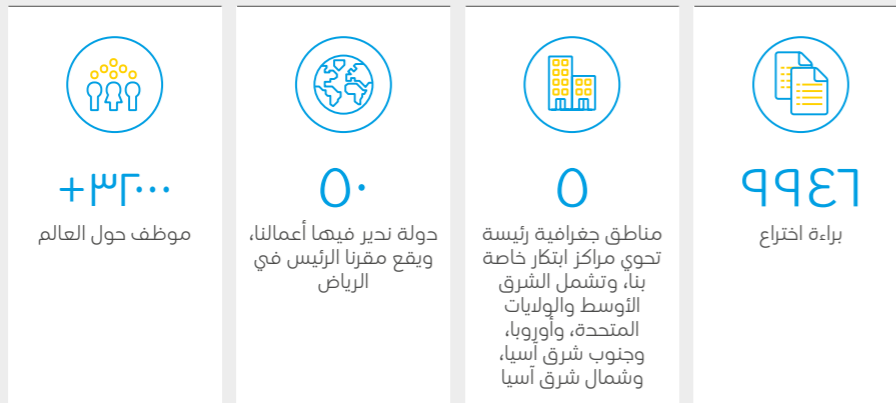 ٩٩٤٦
براءة اختراع
٥
مناطق جغرافية رئيسة
تحوي مراكز ابتكار خاصة
بنا، وتشمل الشرق
الأوسط والولايات
المتحدة، وأوروبا،
وجنوب شرق آسيا،
وشمال شرق آسيا
٥٠
دولة ندير فيها أعمالنا،
ويقع مقرنا الرئيس في
الرياض
+٣٢٠٠٠
موظف حول العالم